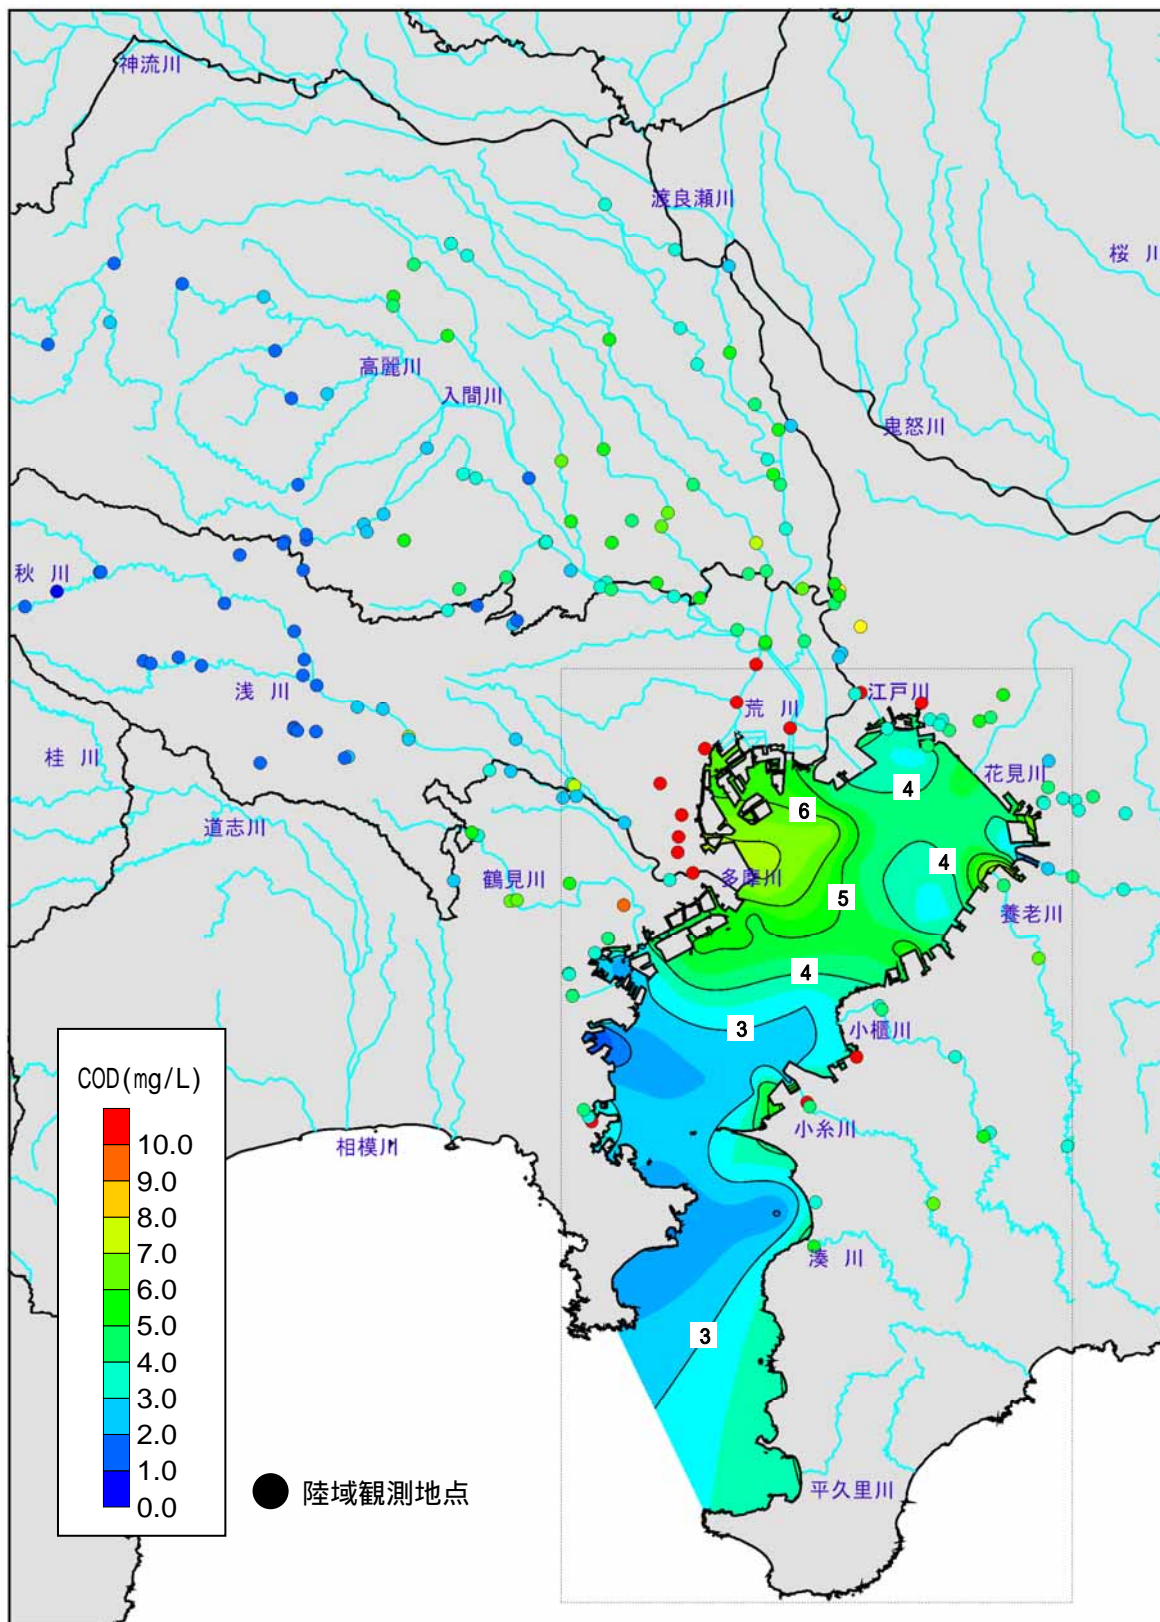 神流川
渡良瀬川
桜 川
高麗川
入間川
鬼怒川
秋 川
浅 川
荒 川
江戸川
桂 川
花見川
道志川
4
6
4
鶴見川
多摩川
5
養老川
4
3
小櫃川
COD(mg/L)
10.0
9.0
8.0
7.0
6.0
5.0
4.0
3.0
2.0
1.0
0.0
小糸川
相模川
湊 川
3
陸域観測地点
平久里川